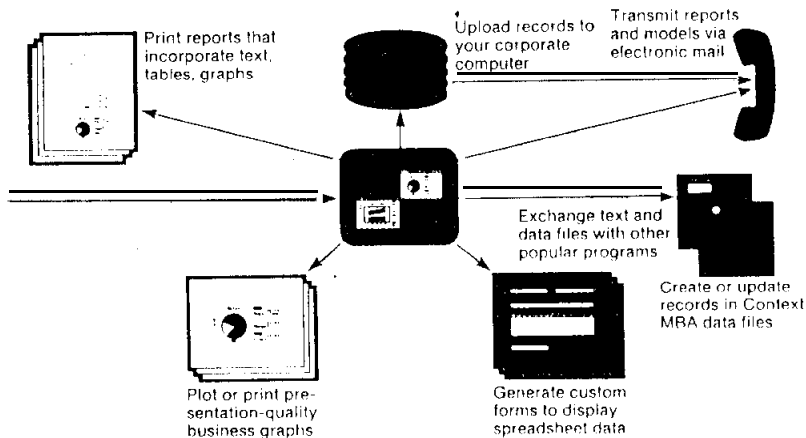 Print reports that
incorporate text,
tables, graphs
Upload records to
your corporate
computer
Transmit reports
and models via
electronic mail
Exchange text and
data files with other
popular programs
Create or update
records in Context
MBA data files
Plot or print pre-
sentation-quality
business graphs
Generate custom
forms to display
spreadsheet data